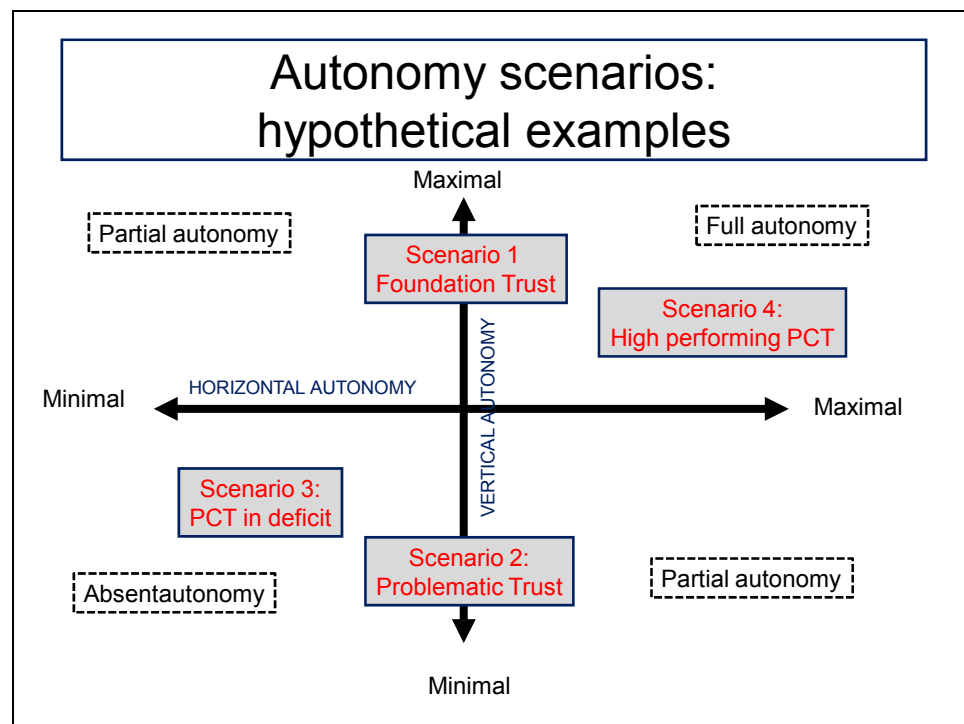 Autonomy scenarios:
hypothetical examples
Maximal
Partial autonomy
Full autonomy
Scenario 1
Foundation Trust
Scenario 4:
High performing PCT
HORIZONTAL AUTONOMY
VERTICAL AUTONOMY
Minimal
Maximal
Scenario 3:
PCT in deficit
Scenario 2:
Problematic Trust
Absentautonomy
Partial autonomy
Minimal